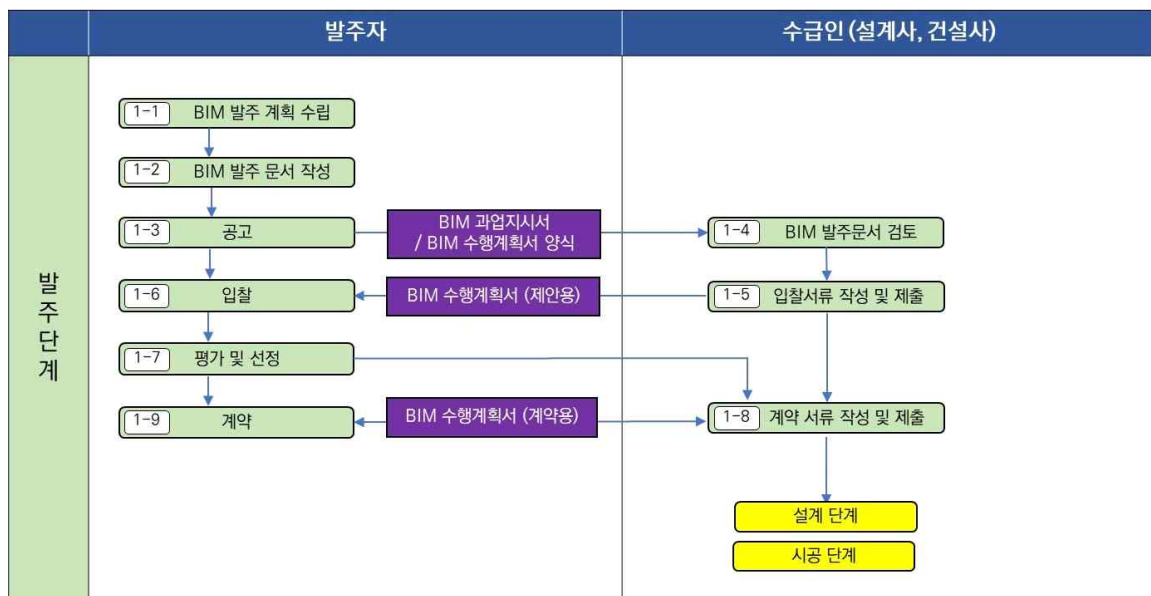 발주자
수급인 (설계사, 건설사)
발주단계
1-1 BIM 발주 계획 수립
1-2 BIM 발주 문서 작성
1-3 공고
BIM 과업지시서
/ BIM 수행계획서 양식
1-4 BIM 발주문서 검토
1-6 입찰
BIM 수행계획서 (제안용)
1-5 입찰서류 작성 및 제출
1-7 평가 및 선정
1-9 계약
BIM 수행계획서 (계약용)
1-8 계약 서류 작성 및 제출
설계 단계
시공 단계